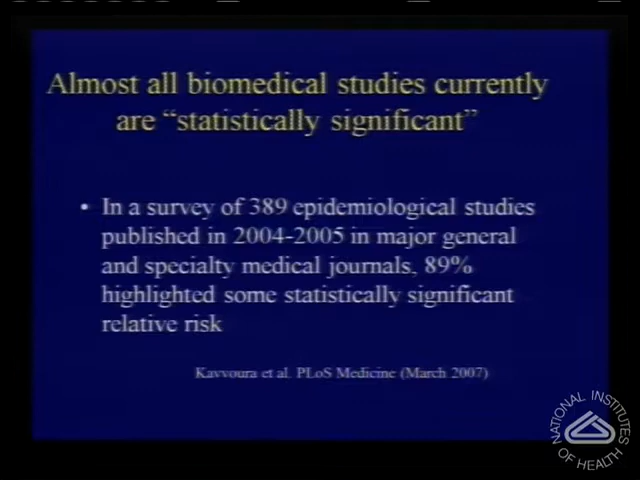 Almost all biomedical studies currently
are “statistically significant”
• In a survey of 389 epidemiological studies
published in 2004-2005 in major general
and specialty medical journals, 89%
highlighted some statistically significant
relative risk
Kavvoura et al. PLoS Medicine (March 2007)
NATIONAL INSTITUTES
OF HEALTH